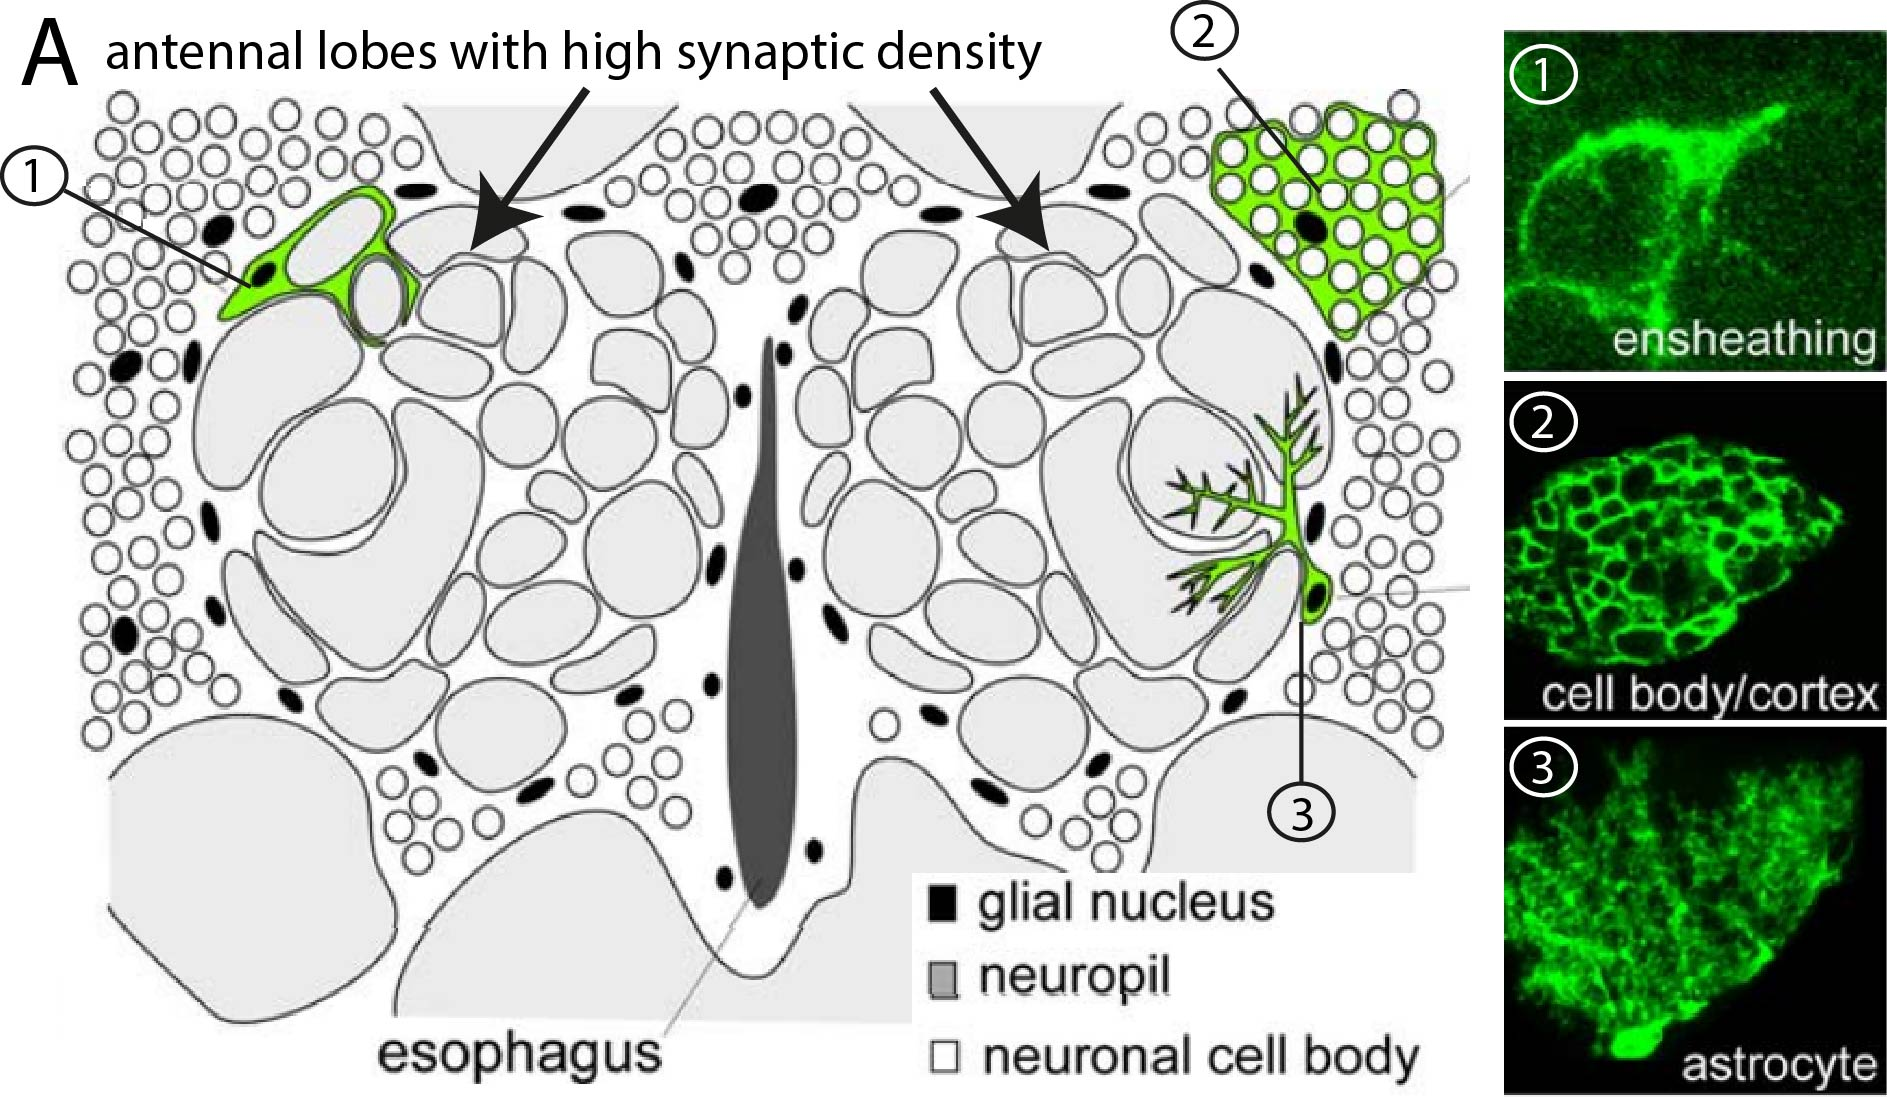 A antennal lobes with high synaptic density
2
1
3
glial nucleus
neuropil
neuronal cell body
esophagus
1
ensheathing
2
cell body/cortex
3
astrocyte